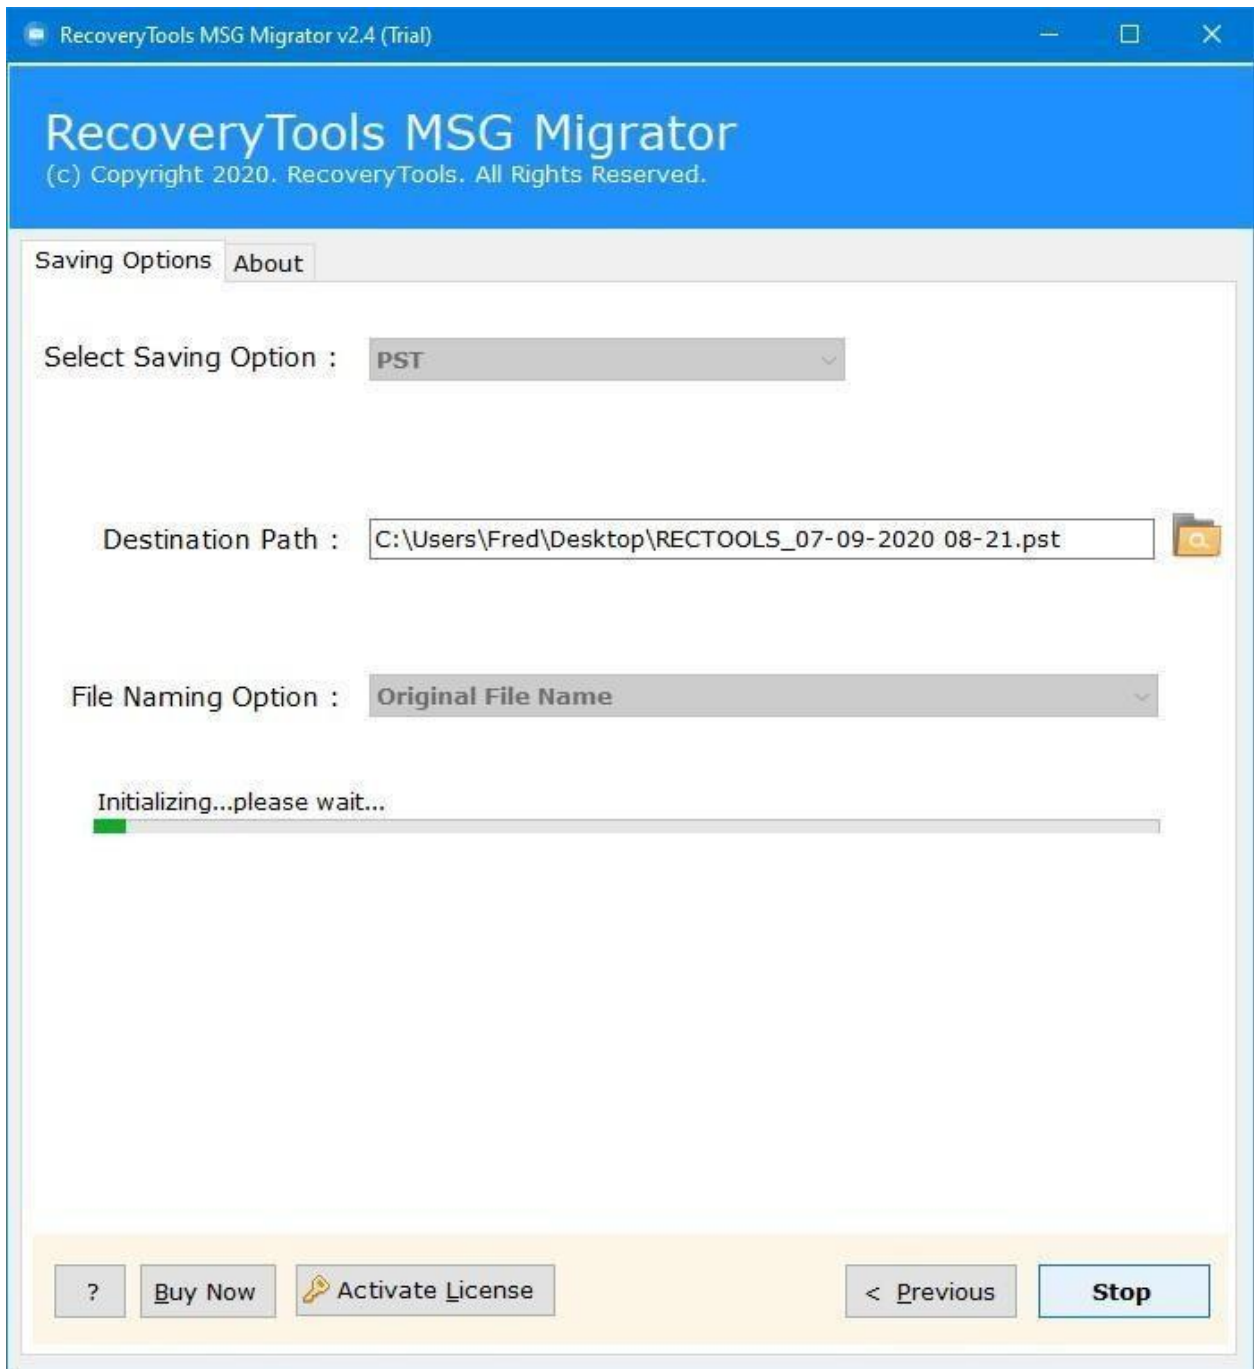 RecoveryTools MSG Migrator v2.4 (Trial)
RecoveryTools MSG Migrator
(c) Copyright 2020. RecoveryTools. All Rights Reserved.
Saving Options
About
Select Saving Option :
PST
Destination Path :
C:\Users\Fred\Desktop\RECTOOLS_07-09-2020 08-21.pst
File Naming Option :
Original File Name
Initializing...please wait...
?
Buy Now
Activate License
< Previous
Stop